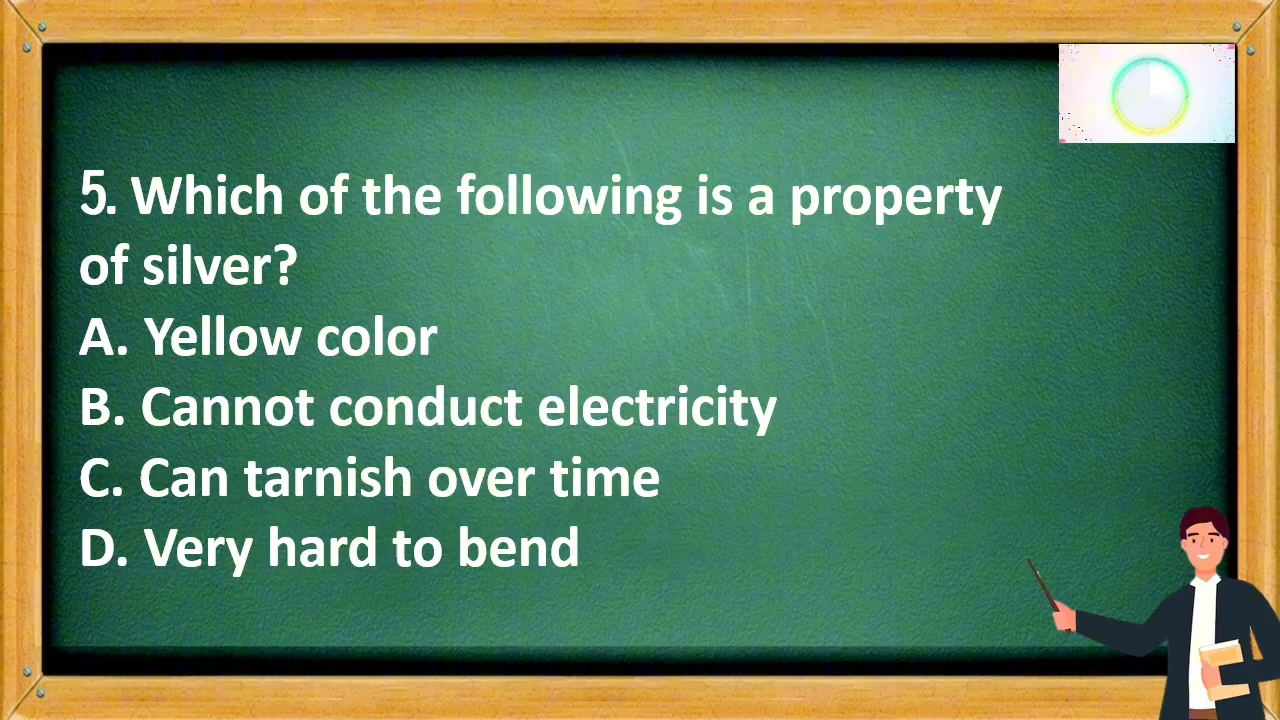 5. Which of the following is a property
of silver?
A. Yellow color
B. Cannot conduct electricity
C. Can tarnish over time
D. Very hard to bend